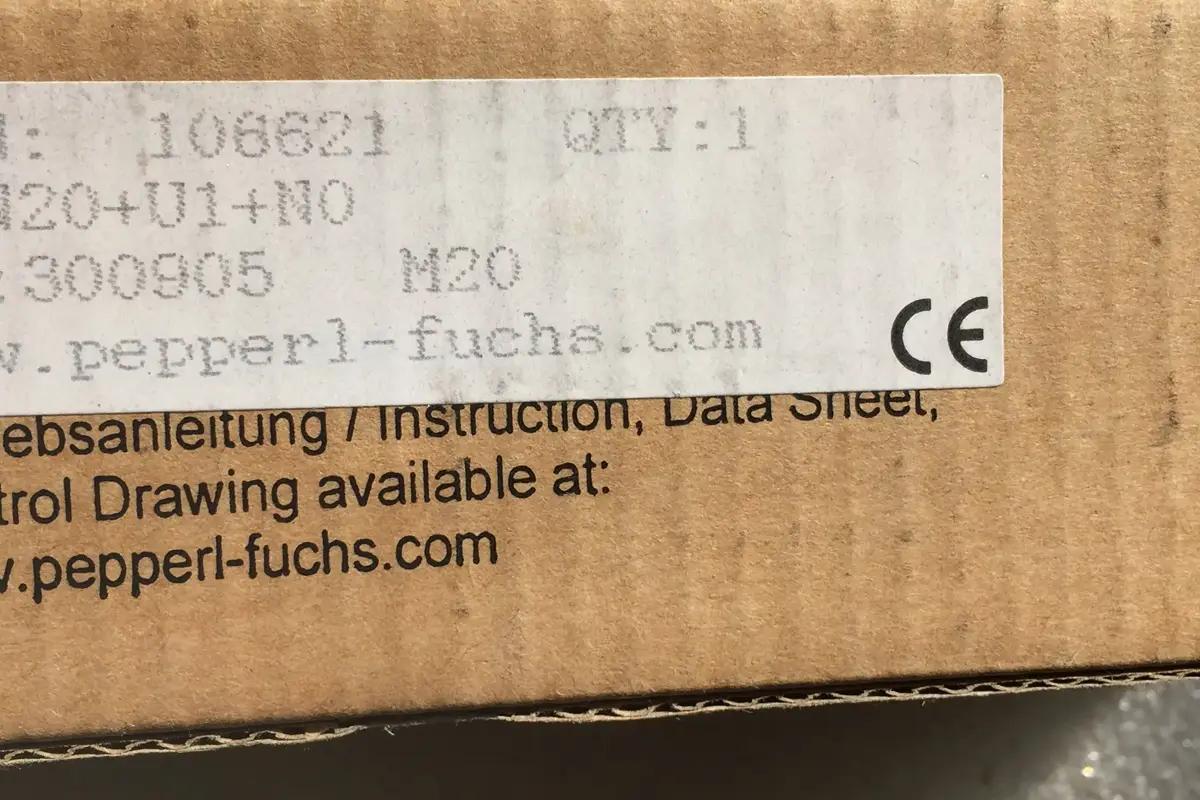 : 106621 QTY:1
20+U1+N0
300905 M20
.pepperl-fuchs.com
CE
ebsanleitung / Instruction, Data Sheet,
trol Drawing available at:
.pepperl-fuchs.com